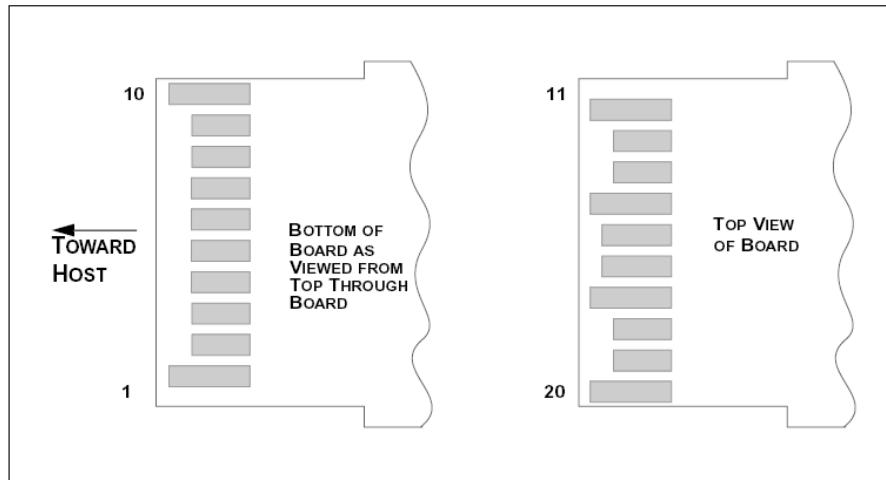 10
TOWARD
HOST
1
BOTTOM OF
BOARD AS
VIEWED FROM
TOP THROUGH
BOARD
11
TOP VIEW
OF BOARD
20